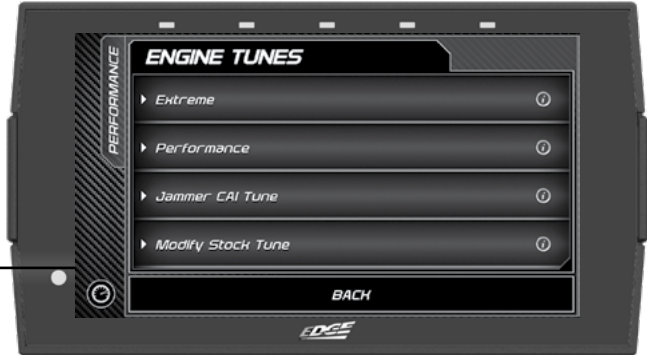 PERFORMANCE
ENGINE TUNES
Extreme
Performance
Jammer CAI Tune
Modify Stock Tune
BACK
EDGE